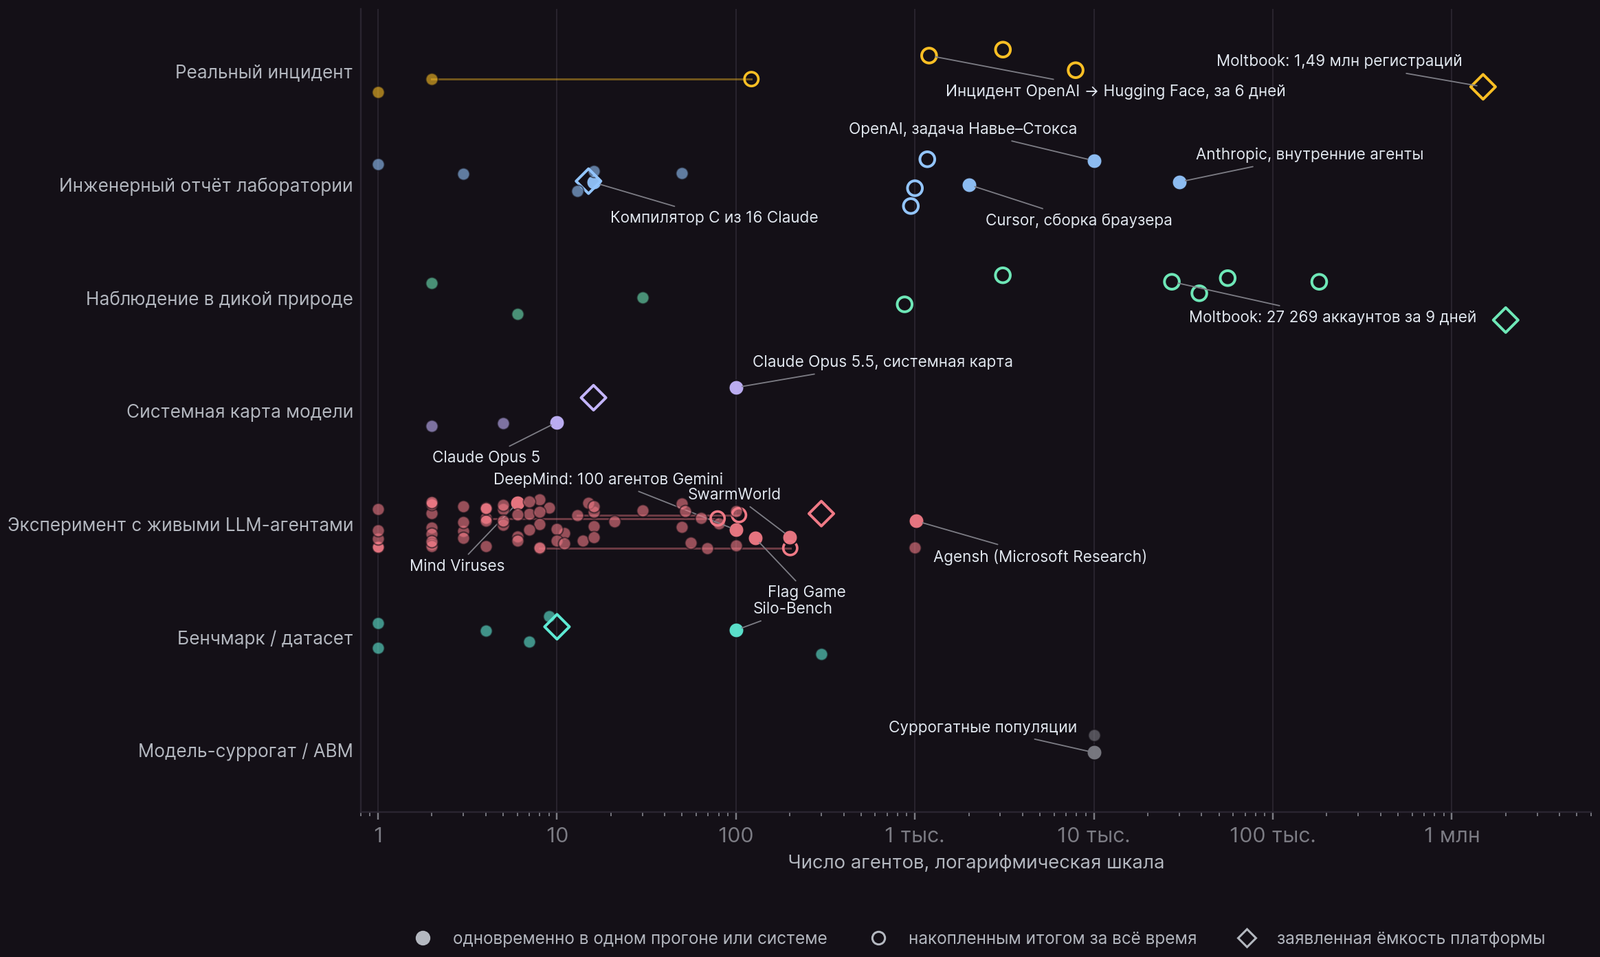 Реальный инцидент
Moltbook: 1,49 млн регистраций
Инцидент OpenAI → Hugging Face, за 6 дней
OpenAI, задача Навье–Стокса
Anthropic, внутренние агенты
Инженерный отчёт лаборатории
Компилятор C из 16 Claude
Cursor, сборка браузера
Наблюдение в дикой природе
Moltbook: 27 269 аккаунтов за 9 дней
Claude Opus 5.5, системная карта
Системная карта модели
Claude Opus 5
DeepMind: 100 агентов Gemini
SwarmWorld
Эксперимент с живыми LLM-агентами
Agensh (Microsoft Research)
Mind Viruses
Flag Game
Silo-Bench
Бенчмарк / датасет
Суррогатные популяции
Модель-суррогат / ABM
1 10 100 1 тыс. 10 тыс. 100 тыс. 1 млн
Число агентов, логарифмическая шкала
одновременно в одном прогоне или системе накопленным итогом за всё время заявленная ёмкость платформы